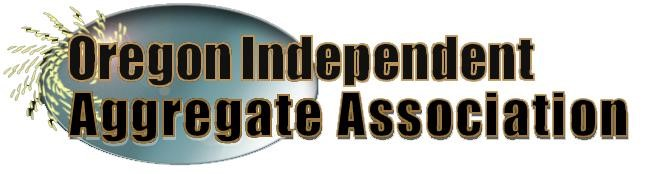 Oregon Independent
Aggregate Association